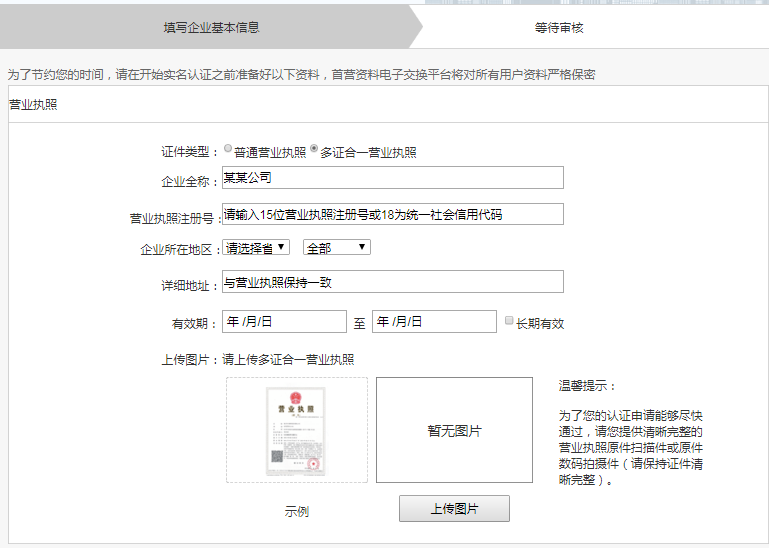 填写企业基本信息
等待审核
为了节约您的时间，请在开始实名认证之前准备好以下资料，首营资料电子交换平台将对所有用户资料严格保密
营业执照
证件类型： 普通营业执照 多证合一营业执照
企业全称： 某某公司
营业执照注册号： 请输入15位营业执照注册号或18为统一社会信用代码
企业所在地区： 请选择省 全部
详细地址： 与营业执照保持一致
有效期： 年 /月/日 至 年 /月/日 长期有效
上传图片：请上传多证合一营业执照
营业执照
暂无图片
温馨提示：
为了您的认证申请能够尽快
通过，请您提供清晰完整的
营业执照原件扫描件或原件
数码拍摄件（请保持证件清
晰完整）。
示例
上传图片